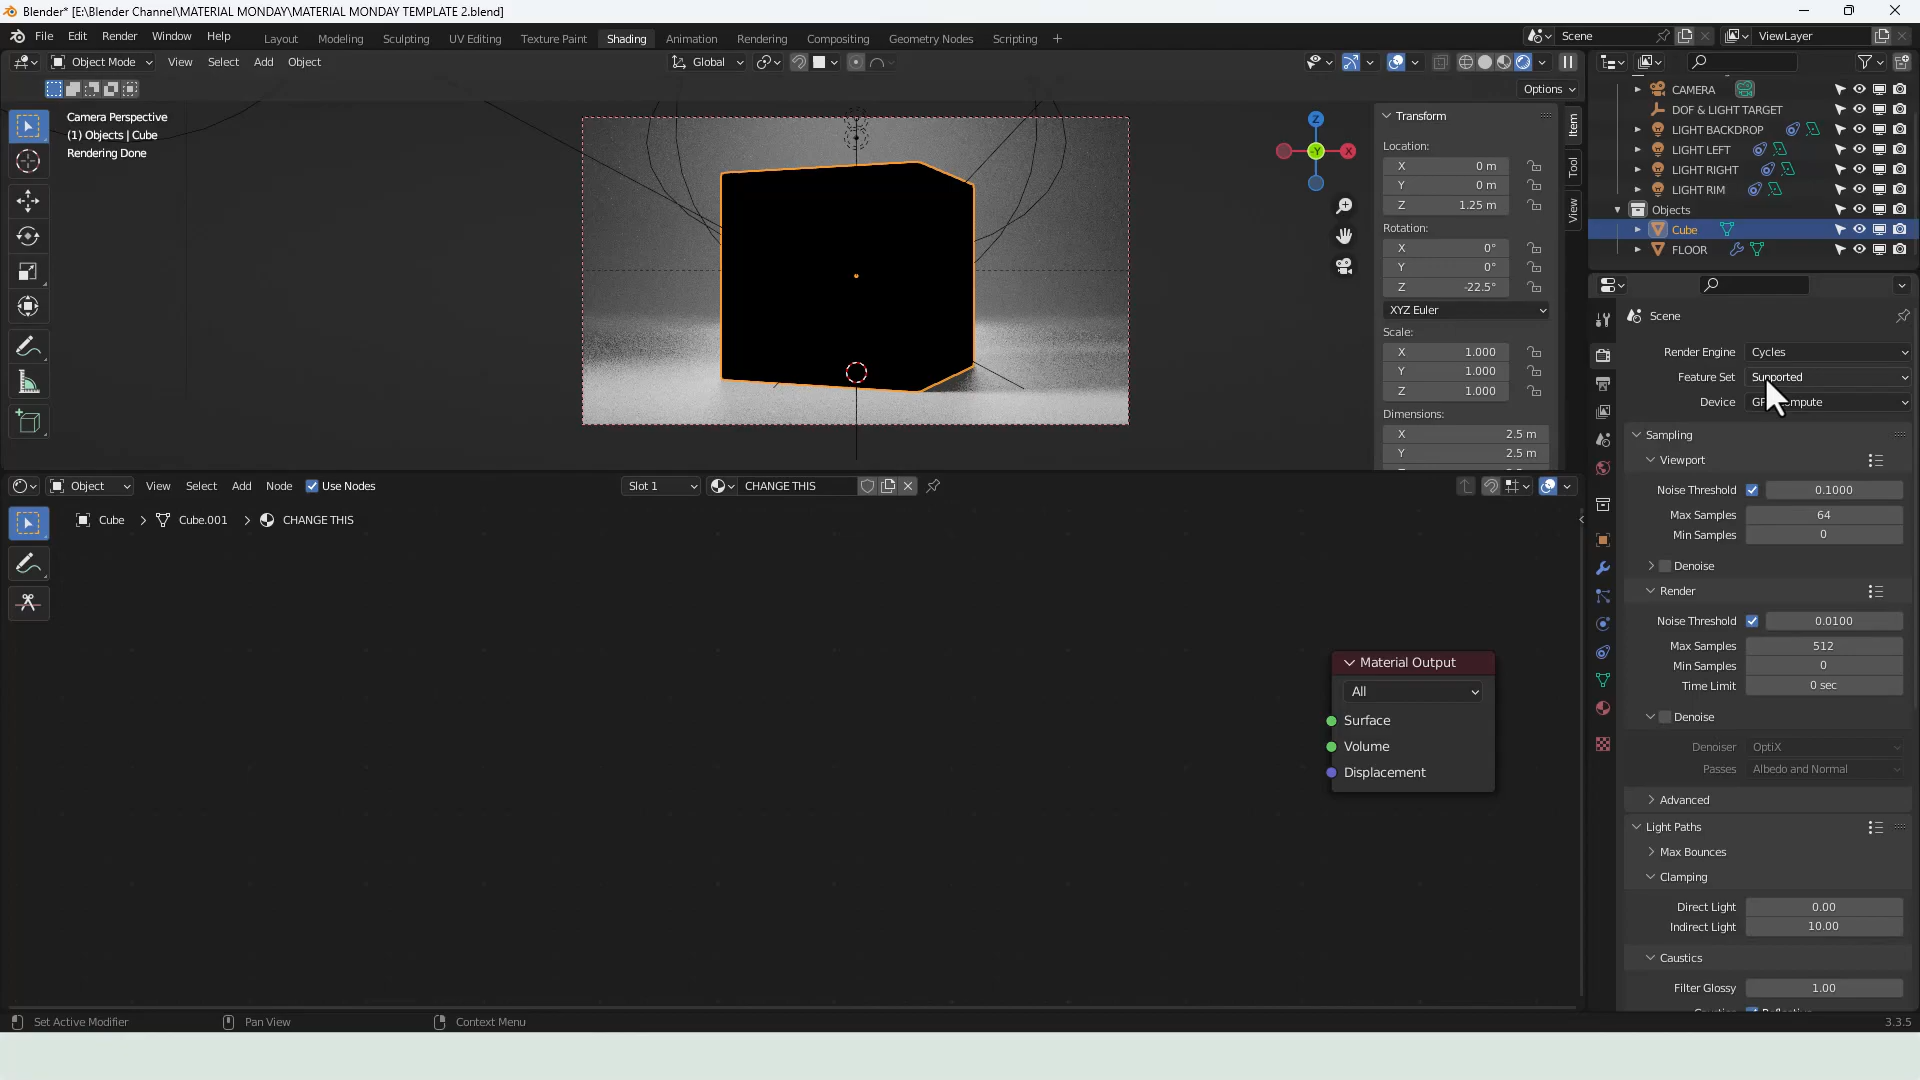 Blender* [E:\Blender Channel\MATERIAL MONDAY\MATERIAL MONDAY TEMPLATE 2.blend]
File Edit Render Window Help
Layout Modeling Sculpting UV Editing Texture Paint Shading Animation Rendering Compositing Geometry Nodes Scripting +
Scene
ViewLayer
Object Mode View Select Add Object
Global
Options
Camera Perspective
(1) Objects | Cube
Rendering Done
Z
-Y
X
Item
Tool
View
Transform
Location:
X 0 m
Y 0 m
Z 1.25 m
Rotation:
X 0°
Y 0°
Z -22.5°
XYZ Euler
Scale:
X 1.000
Y 1.000
Z 1.000
Dimensions:
X 2.5 m
Y 2.5 m
CAMERA
DOF & LIGHT TARGET
LIGHT BACKDROP
LIGHT LEFT
LIGHT RIGHT
LIGHT RIM
Objects
Cube
FLOOR
Scene
Render Engine Cycles
Feature Set Supported
Device
Sampling
Viewport
Noise Threshold 0.1000
Max Samples 64
Min Samples 0
Denoise
Render
Noise Threshold 0.0100
Max Samples 512
Min Samples 0
Time Limit 0 sec
Denoise
Denoiser OptiX
Passes Albedo and Normal
Advanced
Light Paths
Max Bounces
Clamping
Direct Light 0.00
Indirect Light 10.00
Caustics
Filter Glossy 1.00
Object View Select Add Node Use Nodes
Slot 1
CHANGE THIS
Cube > Cube.001 > CHANGE THIS
Material Output
All
Surface
Volume
Displacement
Set Active Modifier
Pan View
Context Menu
3.3.5